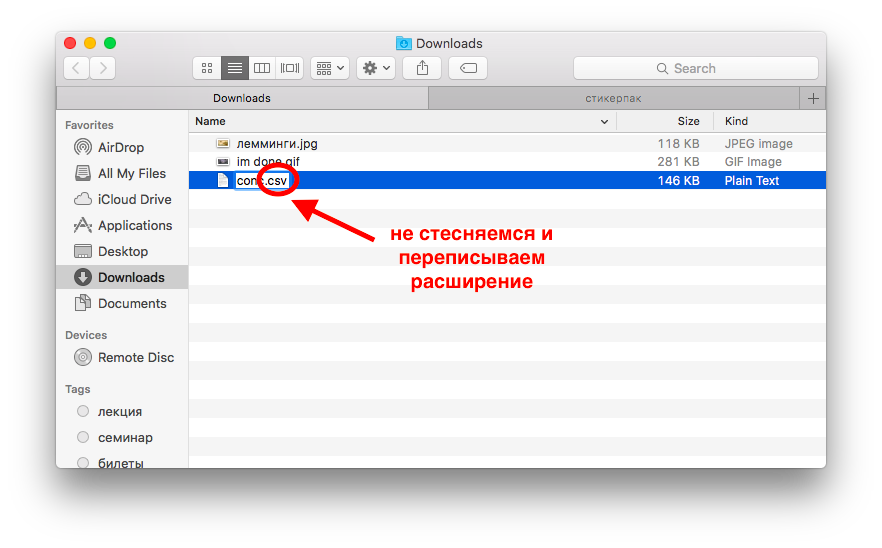 Downloads
Search
Downloads
стикерпак
Favorites
AirDrop
All My Files
iCloud Drive
Applications
Desktop
Downloads
Documents
Devices
Remote Disc
Tags
лекция
семинар
билеты
Name Size Kind
лемминги.jpg 118 KB JPEG image
im done.gif 281 KB GIF Image
conc.csv 146 KB Plain Text
не стесняемся и
переписываем
расширение